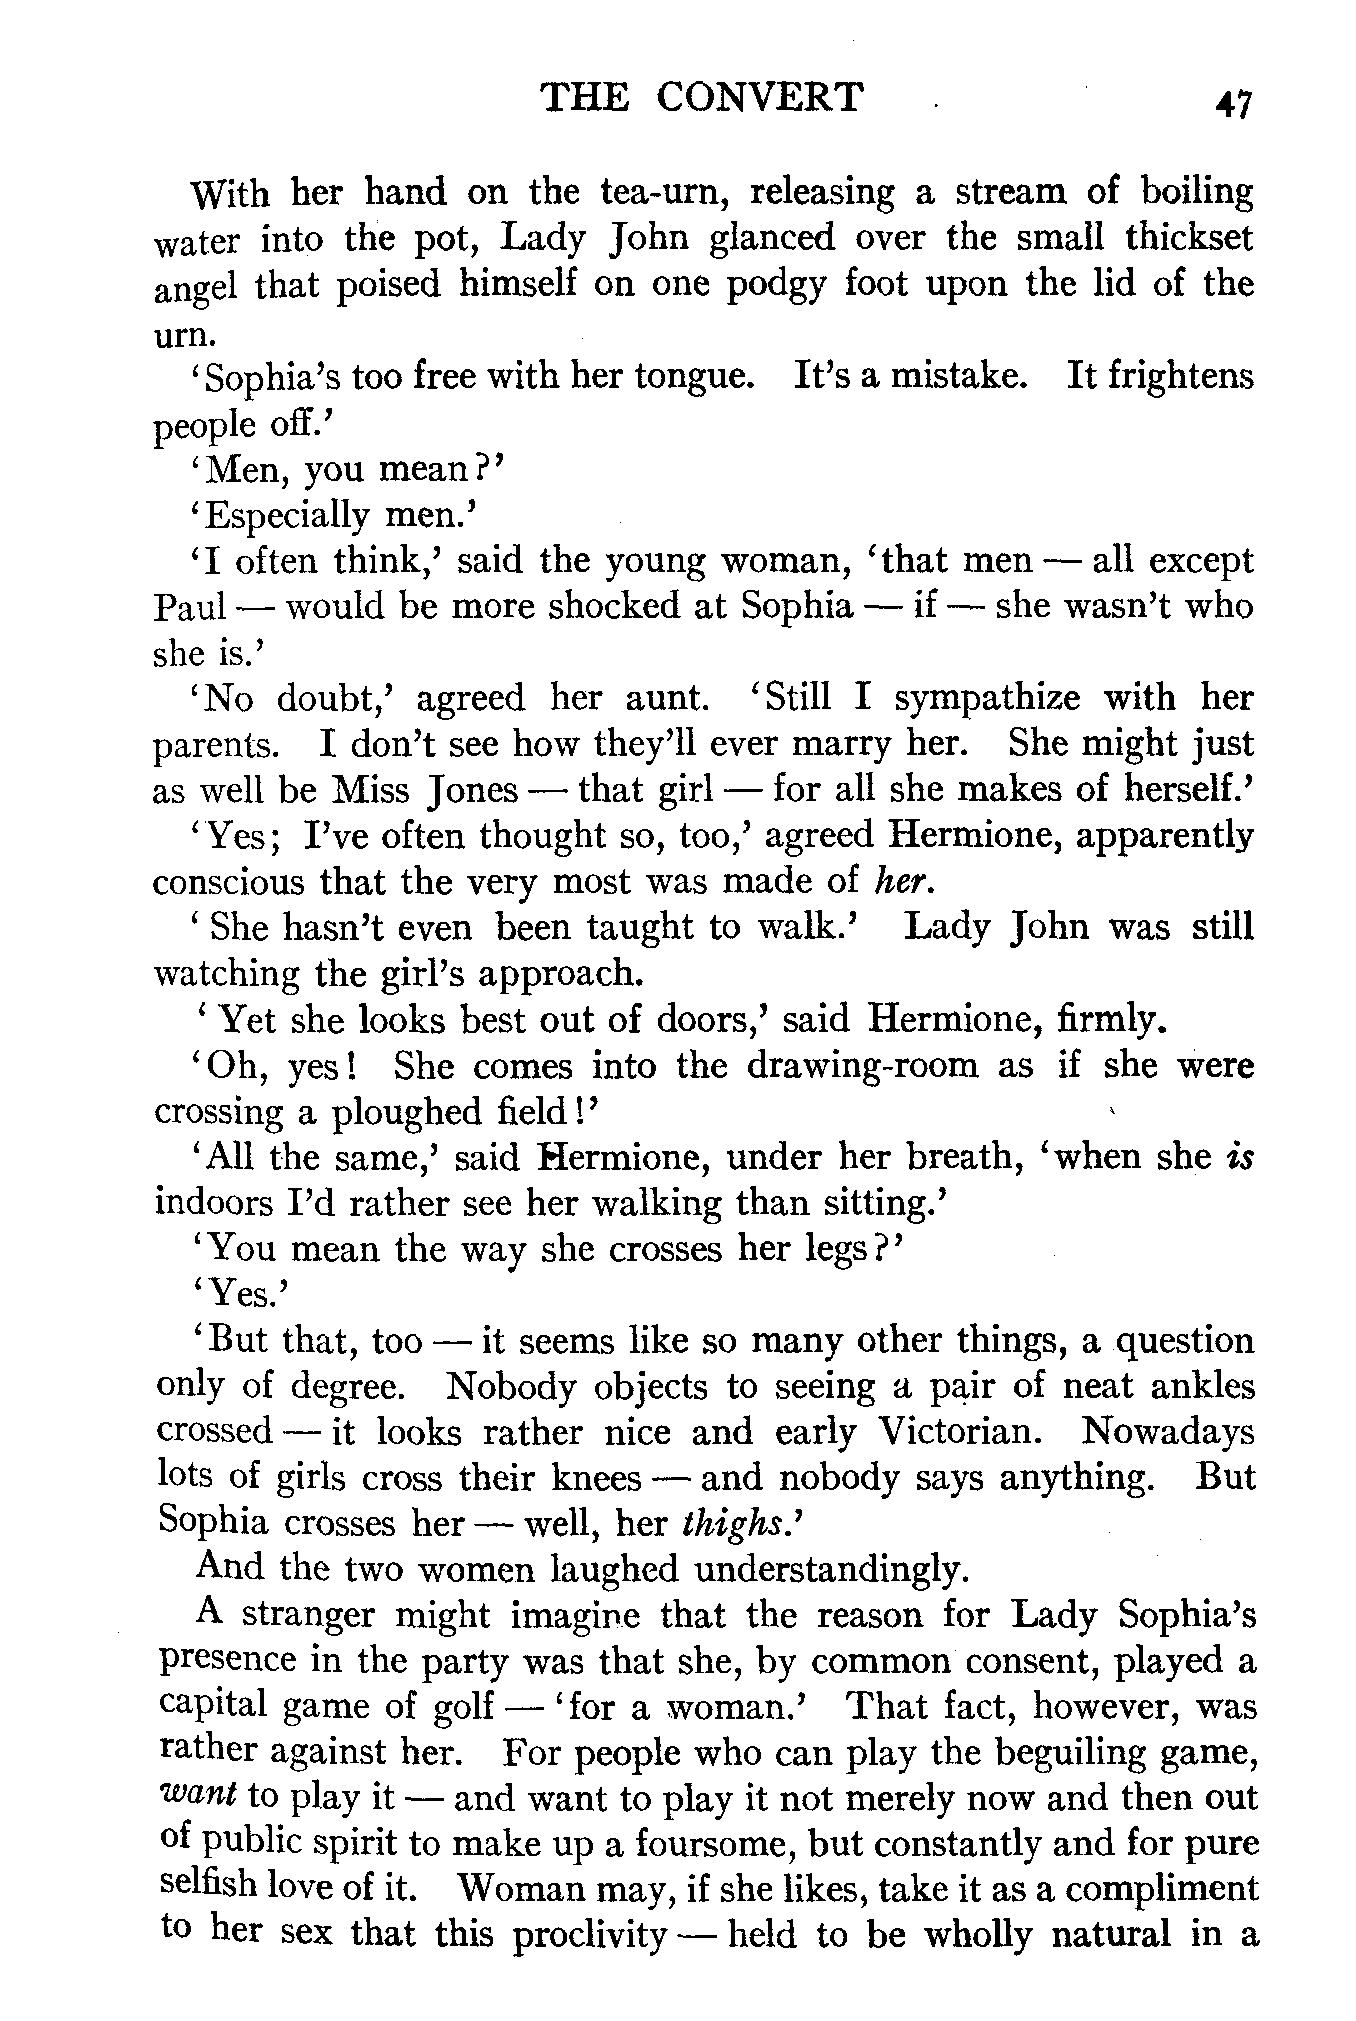 THE CONVERT 47
With her hand on the tea-urn, releasing a stream of boiling
water into the pot, Lady John glanced over the small thickset
angel that poised himself on one podgy foot upon the lid of the
urn.
‘Sophia’s too free with her tongue. It’s a mistake. It frightens
people off.’
‘Men, you mean?’
‘Especially men.’
‘I often think,’ said the young woman, ‘that men — all except
Paul — would be more shocked at Sophia — if — she wasn’t who
she is.’
‘No doubt,’ agreed her aunt. ‘Still I sympathize with her
parents. I don’t see how they’ll ever marry her. She might just
as well be Miss Jones — that girl — for all she makes of herself.’
‘Yes; I’ve often thought so, too,’ agreed Hermione, apparently
conscious that the very most was made of her.
‘She hasn’t even been taught to walk.’ Lady John was still
watching the girl’s approach.
‘Yet she looks best out of doors,’ said Hermione, firmly.
‘Oh, yes! She comes into the drawing-room as if she were
crossing a ploughed field!’
‘All the same,’ said Hermione, under her breath, ‘when she is
indoors I’d rather see her walking than sitting.’
‘You mean the way she crosses her legs?’
‘Yes.’
‘But that, too — it seems like so many other things, a question
only of degree. Nobody objects to seeing a pair of neat ankles
crossed — it looks rather nice and early Victorian. Nowadays
lots of girls cross their knees — and nobody says anything. But
Sophia crosses her — well, her thighs.’
And the two women laughed understandingly.
A stranger might imagine that the reason for Lady Sophia’s
presence in the party was that she, by common consent, played a
capital game of golf — ‘for a woman.’ That fact, however, was
rather against her. For people who can play the beguiling game,
want to play it — and want to play it not merely now and then out
of public spirit to make up a foursome, but constantly and for pure
selfish love of it. Woman may, if she likes, take it as a compliment
to her sex that this proclivity — held to be wholly natural in a